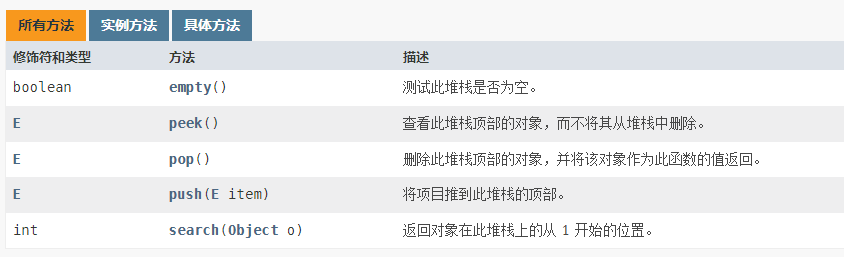 所有方法 实例方法 具体方法
修饰符和类型 方法 描述
boolean empty() 测试此堆栈是否为空。
E peek() 查看此堆栈顶部的对象，而不将其从堆栈中删除。
E pop() 删除此堆栈顶部的对象，并将该对象作为此函数的值返回。
E push(E item) 将项目推到此堆栈的顶部。
int search(Object o) 返回对象在此堆栈上的从 1 开始的位置。